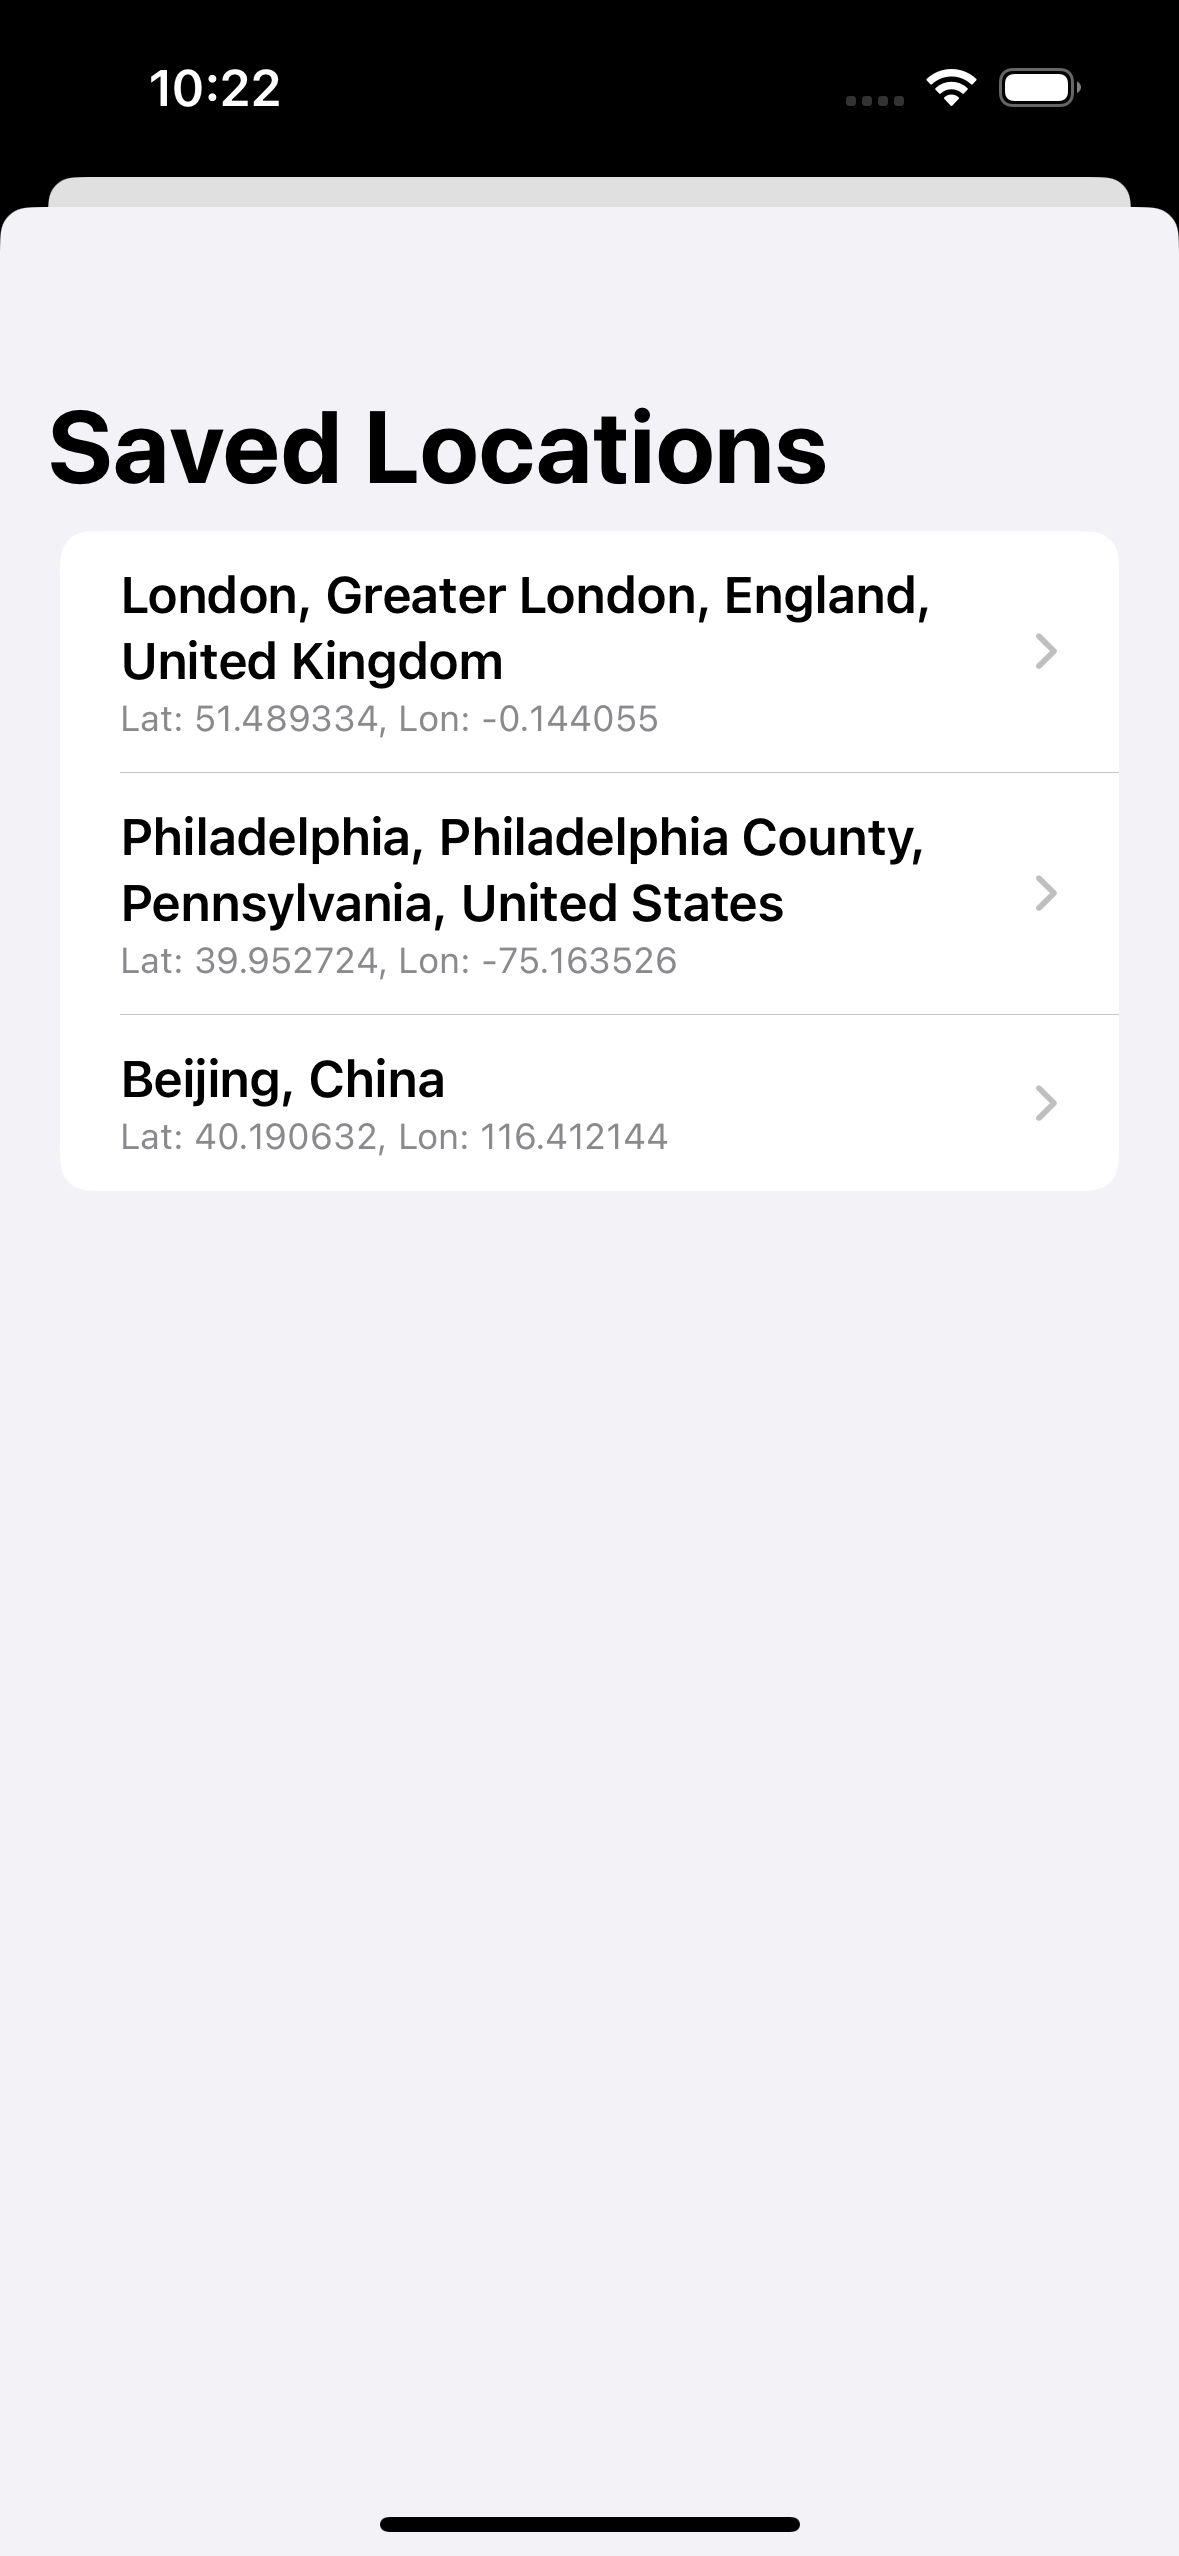 10:22
Saved Locations
London, Greater London, England,
United Kingdom
Lat: 51.489334, Lon: -0.144055
Philadelphia, Philadelphia County,
Pennsylvania, United States
Lat: 39.952724, Lon: -75.163526
Beijing, China
Lat: 40.190632, Lon: 116.412144